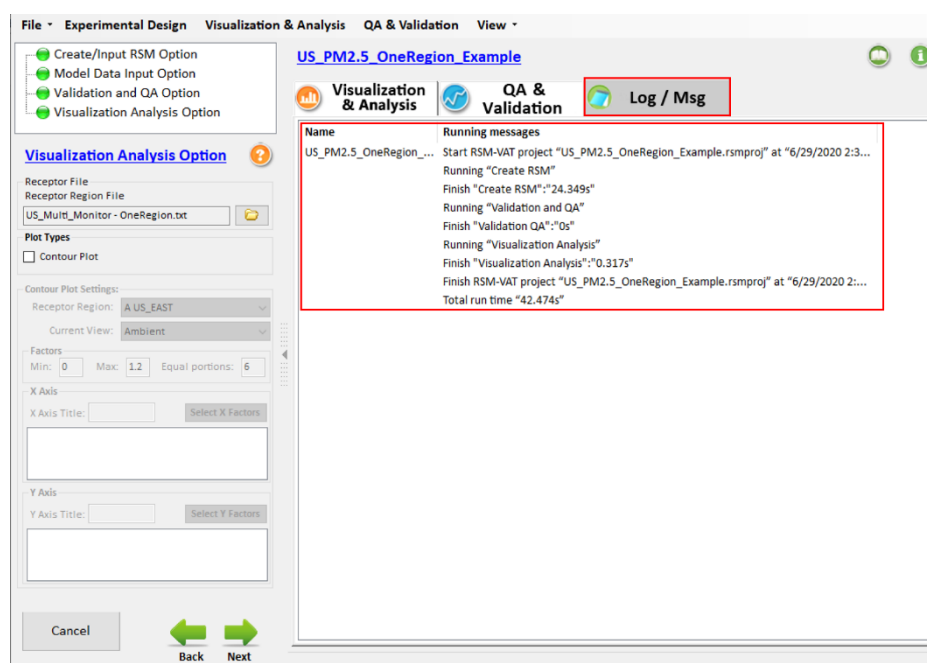 File Experimental Design Visualization & Analysis QA & Validation View
Create/Input RSM Option
Model Data Input Option
Validation and QA Option
Visualization Analysis Option
Visualization Analysis Option
Receptor File
Receptor Region File
US_Multi_Monitor - OneRegion.txt
Plot Types
Contour Plot
Contour Plot Settings:
Receptor Region: A US_EAST
Current View: Ambient
Factors
Min: 0 Max: 1.2 Equal portions: 6
X Axis
X Axis Title: Select X Factors
Y Axis
Y Axis Title: Select Y Factors
Cancel
Back Next
US_PM2.5_OneRegion_Example
Visualization
& Analysis
QA &
Validation
Log / Msg
Name Running messages
US_PM2.5_OneRegion_... Start RSM-VAT project "US_PM2.5_OneRegion_Example.rsmproj" at "6/29/2020 2:3...
Running "Create RSM"
Finish "Create RSM":"24.349s"
Running "Validation and QA"
Finish "Validation QA":"0s"
Running "Visualization Analysis"
Finish "Visualization Analysis":"0.317s"
Finish RSM-VAT project "US_PM2.5_OneRegion_Example.rsmproj" at "6/29/2020 2:...
Total run time "42.474s"